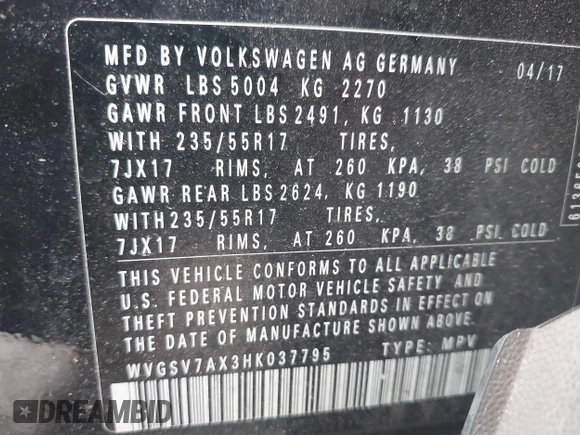 MFD BY VOLKSWAGEN AG GERMANY 04/17
GVWR LBS 5004 KG 2270
GAWR FRONT LBS 2491, KG 1130
WITH 235/55R17 TIRES,
7JX17 RIMS, AT 260 KPA, 38 PSI COLD
GAWR REAR LBS 2624, KG 1190
WITH 235/55R17 TIRES,
7JX17 RIMS, AT 260 KPA, 38 PSI COLD
THIS VEHICLE CONFORMS TO ALL APPLICABLE
U.S. FEDERAL MOTOR VEHICLE SAFETY AND
THEFT PREVENTION STANDARDS IN EFFECT ON
THE DATE OF MANUFACTURE SHOWN ABOVE.
WVGSV7AX3HK037795 TYPE: MPV
DREAMBID